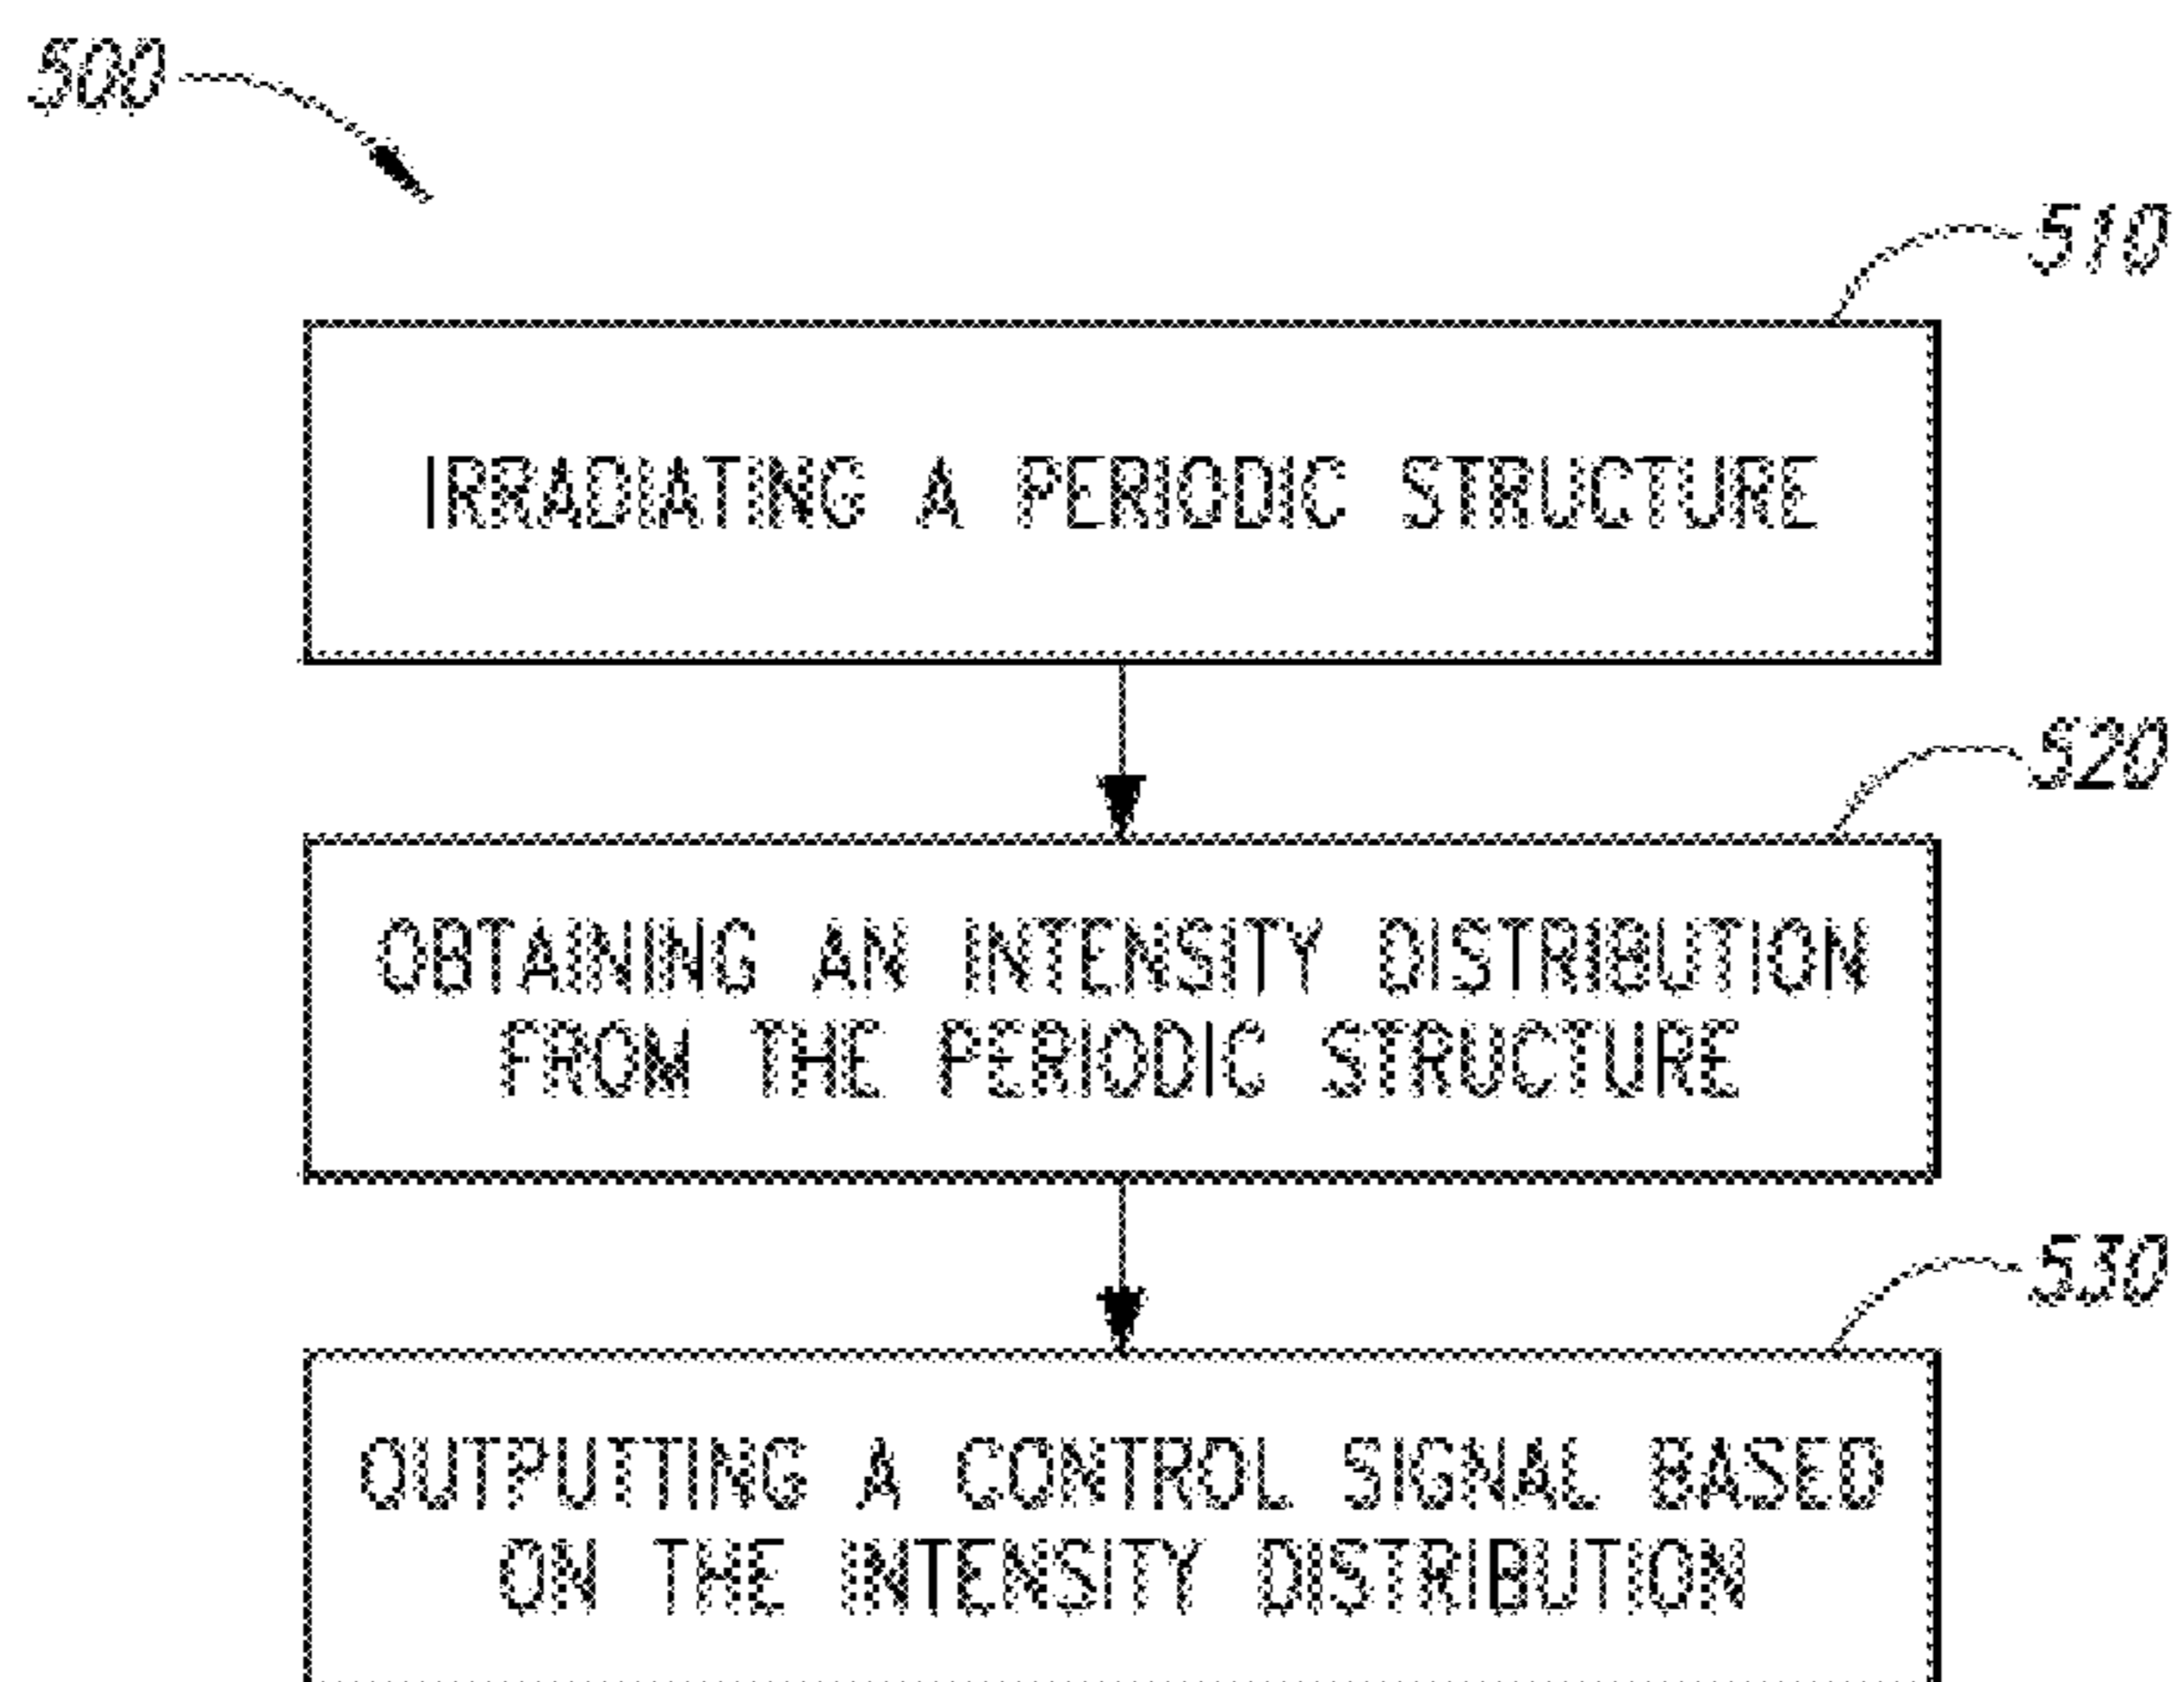 500
510
IRRADIATING A PERIODIC STRUCTURE
520
OBTAINING AN INTENSITY DISTRIBUTION
FROM THE PERIODIC STRUCTURE
530
OUTPUTTING A CONTROL SIGNAL BASED
ON THE INTENSITY DISTRIBUTION